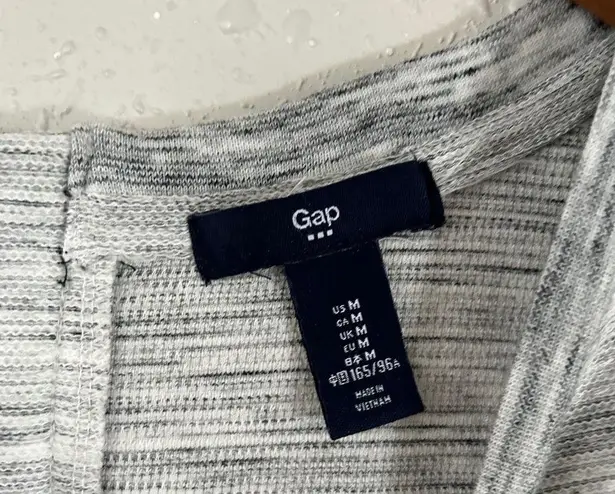 Gap
US M
CA M
UK M
EU M
日本 M
中国 165/96A
MADE IN
VIETNAM